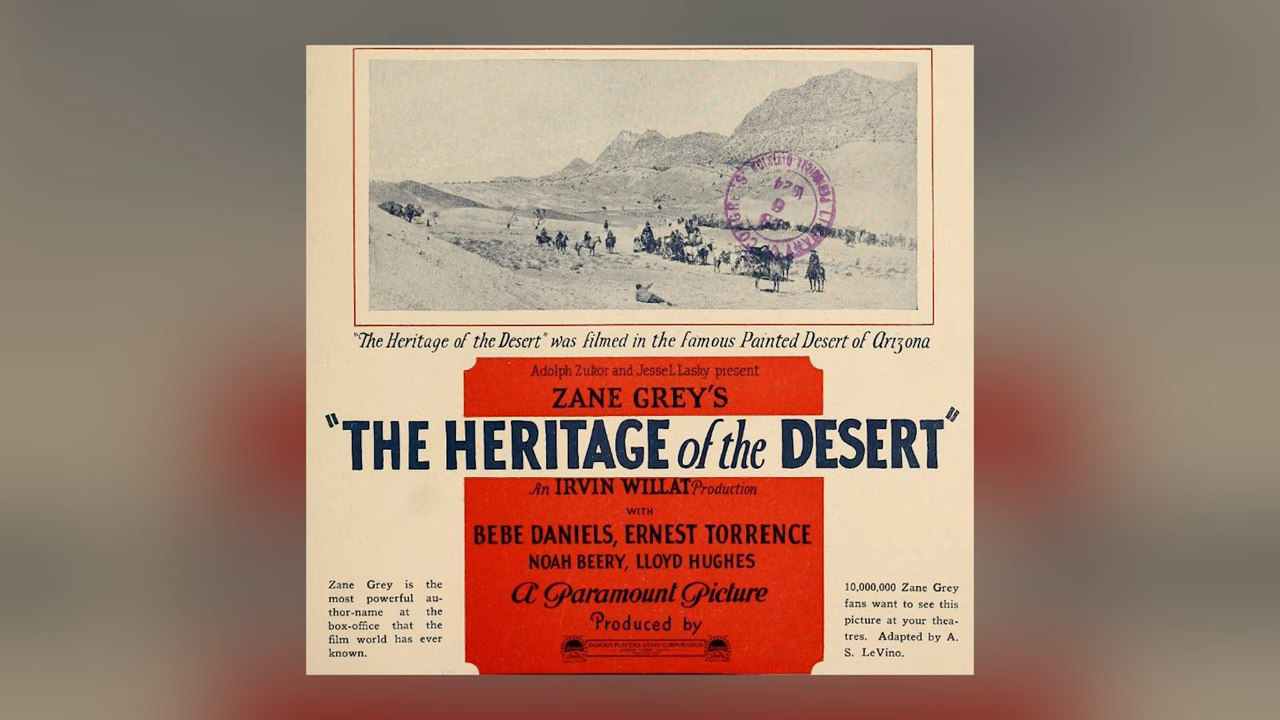 "The Heritage of the Desert" was filmed in the famous Painted Desert of Arizona
Adolph Zukor and Jesse L. Lasky present
ZANE GREY'S
"THE HERITAGE of the DESERT"
An IRVIN WILLAT Production
WITH
BEBE DANIELS, ERNEST TORRENCE
NOAH BEERY, LLOYD HUGHES
A Paramount Picture
Produced by
FAMOUS PLAYERS-LASKY CORPORATION
Zane Grey is the
most powerful au-
thor-name at the
box-office that the
film world has ever
known.
10,000,000 Zane Grey
fans want to see this
picture at your thea-
tres. Adapted by A.
S. LeVino.